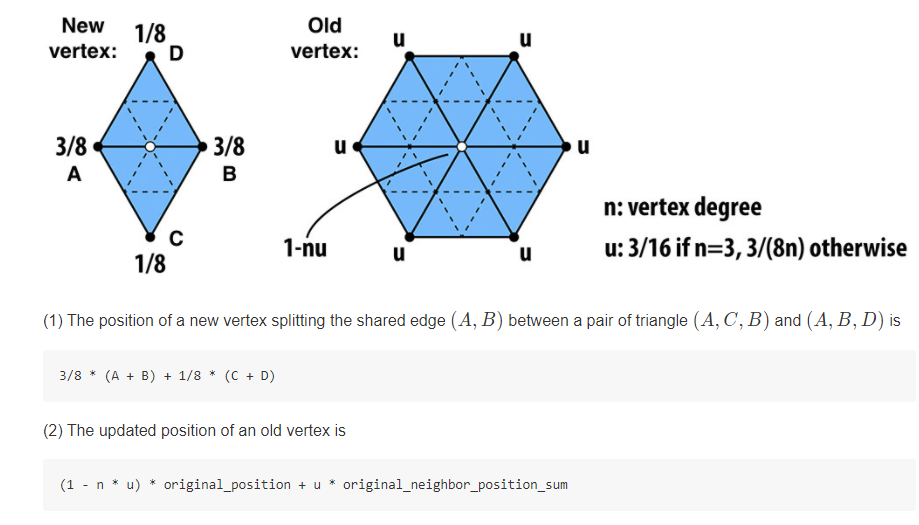 New
vertex:
1/8
D
3/8
A
3/8
B
C
1/8
Old
vertex:
u
u
u
u
1-nu
u
u
n: vertex degree
u: 3/16 if n=3, 3/(8n) otherwise
(1) The position of a new vertex splitting the shared edge (A, B) between a pair of triangle (A, C, B) and (A, B, D) is
3/8 * (A + B) + 1/8 * (C + D)
(2) The updated position of an old vertex is
(1 - n * u) * original_position + u * original_neighbor_position_sum